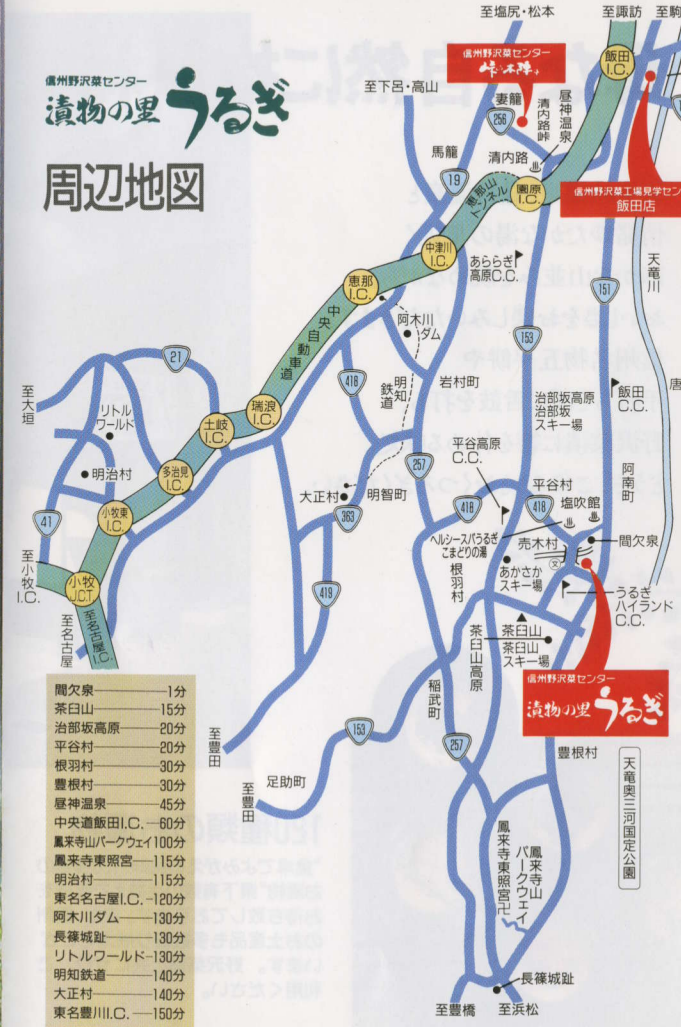 信州野沢菜センター
漬物の里 うるぎ
周辺地図
至塩尻・松本
至諏訪
至駒
信州野沢菜センター
峠の本陣
飯田
I.C.
至下呂・高山
妻籠
256
清内路峠
昼神温泉
馬籠
清内路
19
恵那山
トンネル
園原
I.C.
信州野沢菜工場見学セン
飯田店
中津川
I.C.
あららぎ
高原C.C.
天竜川
151
恵那
I.C.
阿木川
ダム
中央自動車道
153
21
418
明知鉄道
岩村町
至大垣
リトル
ワールド
瑞浪
I.C.
土岐
I.C.
治部坂高原
治部坂
スキー場
飯田
C.C.
唐
明治村
多治見
I.C.
257
平谷高原
C.C.
阿南町
大正村
明智町
平谷村
小牧東
I.C.
41
363
418
418
塩吹館
ヘルシースパうるぎ
こまどりの湯
売木村
間欠泉
至小牧
I.C.
小牧
J.C.T
文
根羽村
あかさか
スキー場
419
うるぎ
ハイランド
C.C.
至名古屋
至名古屋I.C.
茶臼山高原
茶臼山
茶臼山
スキー場
信州野沢菜センター
漬物の里 うるぎ
稲武町
153
至豊田
257
豊根村
足助町
至豊田
天竜奥三河国定公園
鳳来寺山
パークウェイ
鳳来寺東照宮卍
長篠城趾
至豊橋
至浜松
間欠泉――1分
茶臼山――15分
治部坂高原――20分
平谷村――20分
根羽村――30分
豊根村――30分
昼神温泉――45分
中央道飯田I.C.―60分
鳳来寺山パークウェイ100分
鳳来寺東照宮―115分
明治村――115分
東名名古屋I.C.-120分
阿木川ダム――130分
長篠城趾――130分
リトルワールド―130分
明知鉄道――140分
大正村――140分
東名豊川I.C.―150分